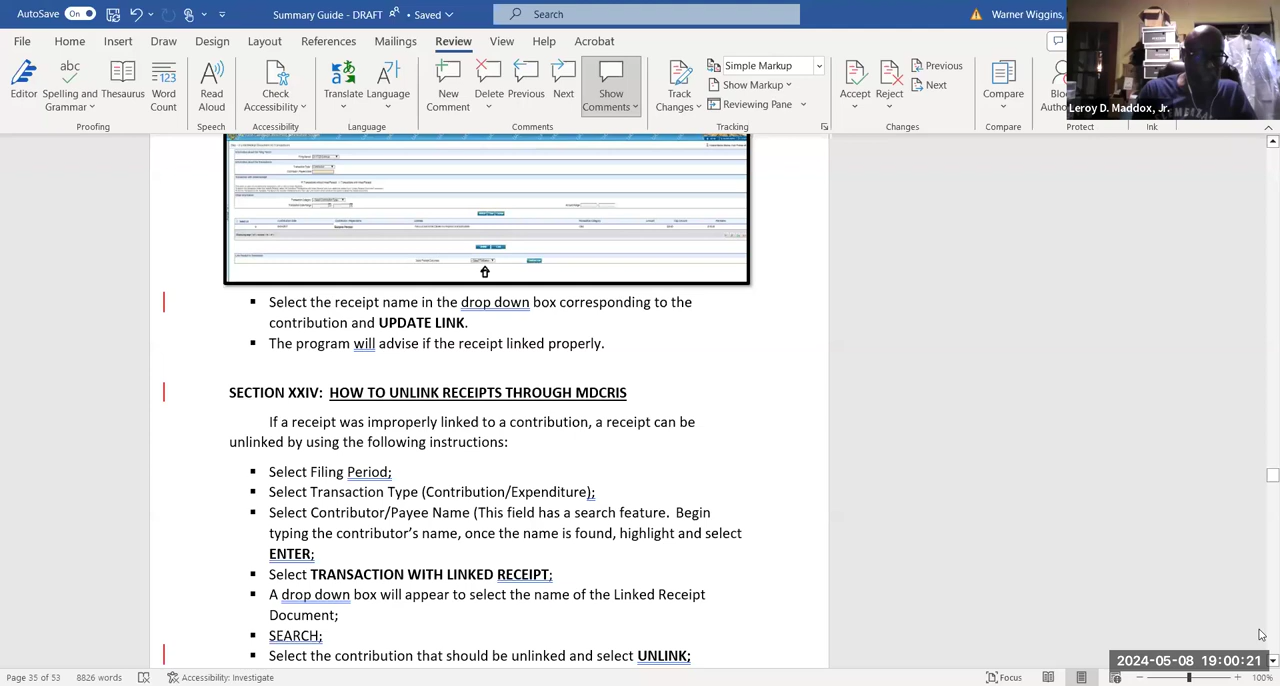 AutoSave On Summary Guide - DRAFT • Saved Search Warner Wiggins,
File Home Insert Draw Design Layout References Mailings Review View Help Acrobat
Editor
Spelling and Grammar
Thesaurus
Word Count
Read Aloud
Check Accessibility
Translate
Language
New Comment
Delete
Previous
Next
Show Comments
Track Changes
Simple Markup
Show Markup
Reviewing Pane
Accept
Reject
Previous
Next
Compare
Leroy D. Maddox, Jr.
Proofing Speech Accessibility Language Comments Tracking Changes Compare Protect Ink
▪ Select the receipt name in the drop down box corresponding to the
contribution and UPDATE LINK.
▪ The program will advise if the receipt linked properly.
SECTION XXIV: HOW TO UNLINK RECEIPTS THROUGH MDCRIS
If a receipt was improperly linked to a contribution, a receipt can be
unlinked by using the following instructions:
▪ Select Filing Period;
▪ Select Transaction Type (Contribution/Expenditure);
▪ Select Contributor/Payee Name (This field has a search feature. Begin
typing the contributor's name, once the name is found, highlight and select
ENTER;
▪ Select TRANSACTION WITH LINKED RECEIPT;
▪ A drop down box will appear to select the name of the Linked Receipt
Document;
▪ SEARCH;
▪ Select the contribution that should be unlinked and select UNLINK;
2024-05-08 19:00:21
Page 35 of 53 8826 words Accessibility: Investigate Focus 100%